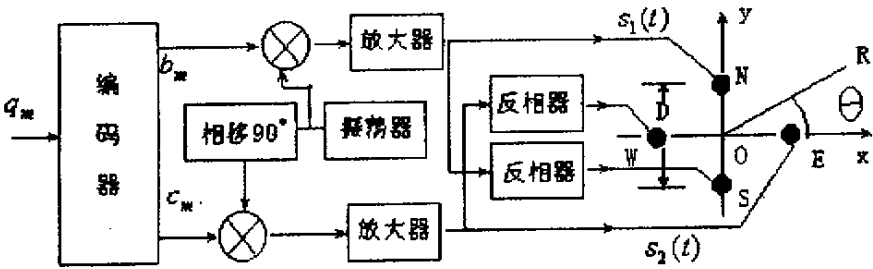 s₁(t)
y
放大器
N
R
编码器
bₘ
反相器
D
θ
qₘ
相移90°
振荡器
W
O
E
x
反相器
S
cₘ.
放大器
s₂(t)